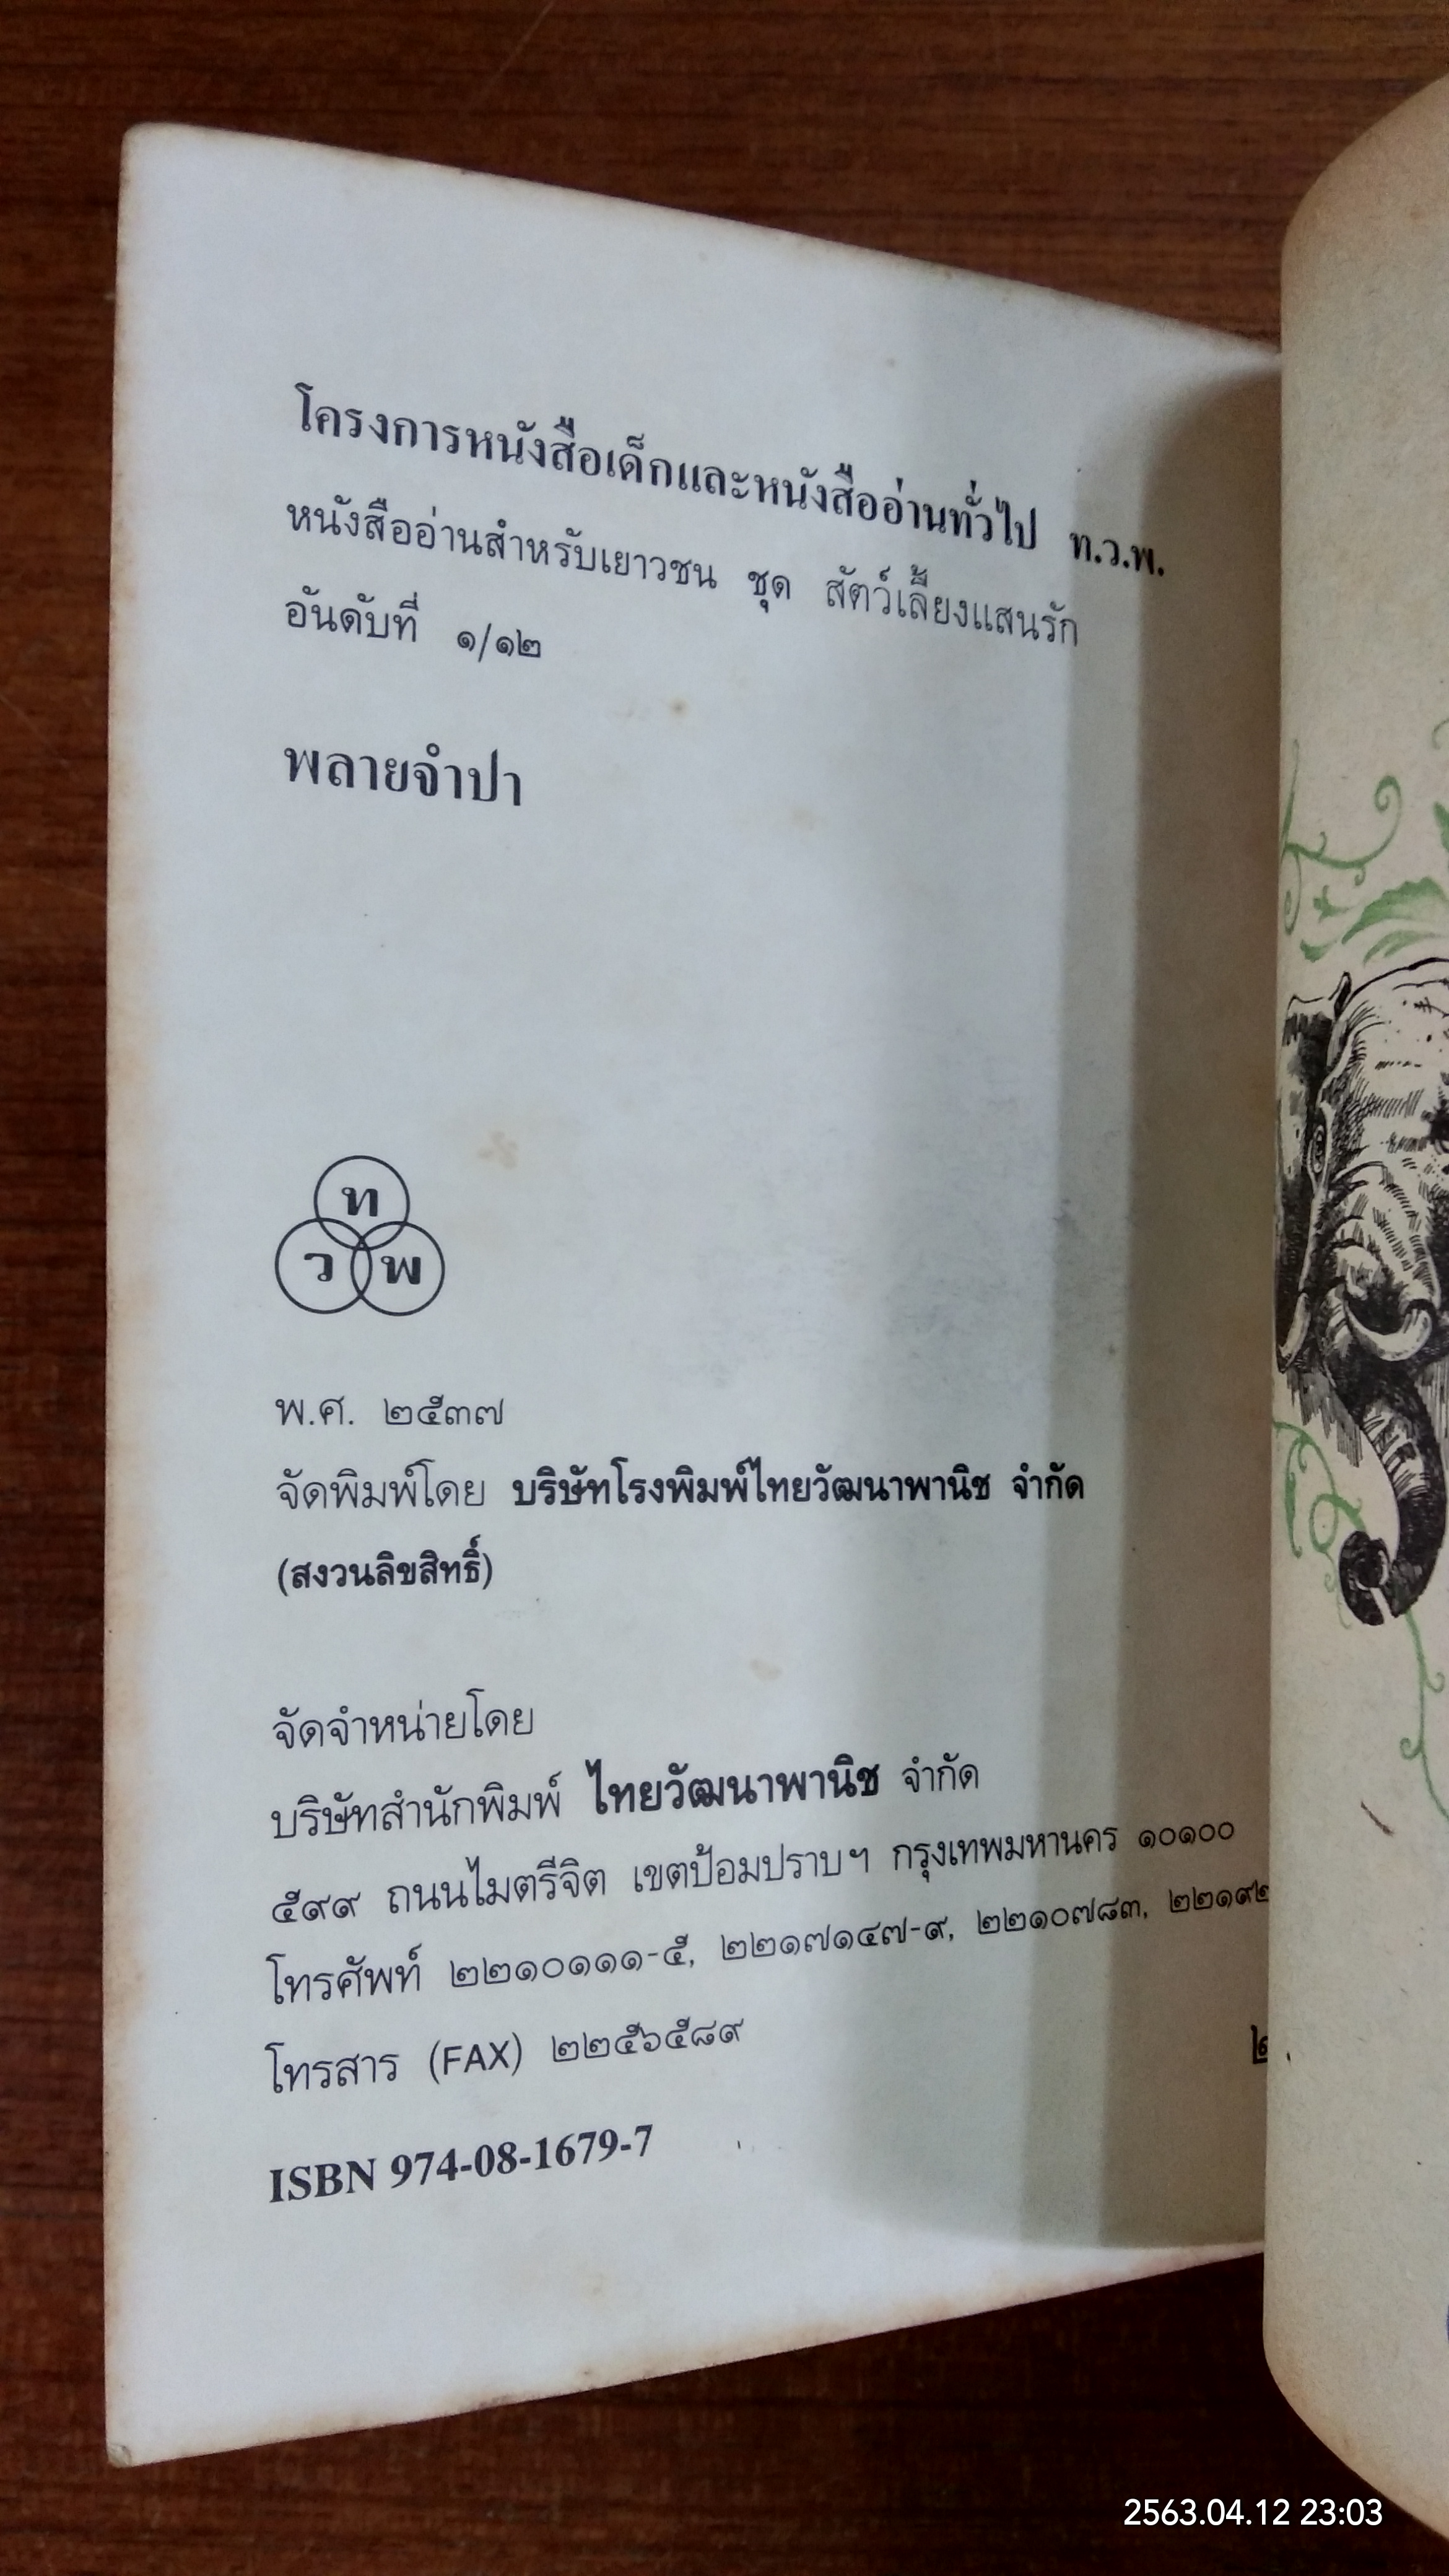 โครงการหนังสือเด็กและหนังสืออ่านทั่วไป ท.ว.พ.
หนังสืออ่านสำหรับเยาวชน ชุด สัตว์เลี้ยงแสนรัก
อันดับที่ ๑/๑๒
พลายจำปา
ท
ว พ
พ.ศ. ๒๕๓๗
จัดพิมพ์โดย บริษัทโรงพิมพ์ไทยวัฒนาพานิช จำกัด
(สงวนลิขสิทธิ์)
จัดจำหน่ายโดย
บริษัทสำนักพิมพ์ ไทยวัฒนาพานิช จำกัด
๕๙๙ ถนนไมตรีจิต เขตป้อมปราบฯ กรุงเทพมหานคร ๑๐๑๐๐
โทรศัพท์ ๒๒๑๐๑๑๑-๕, ๒๒๑๗๑๔๗-๙, ๒๒๑๐๗๘๓,
โทรสาร (FAX) ๒๒๕๖๕๘๙
ISBN 974-08-1679-7
2563.04.12 23:03